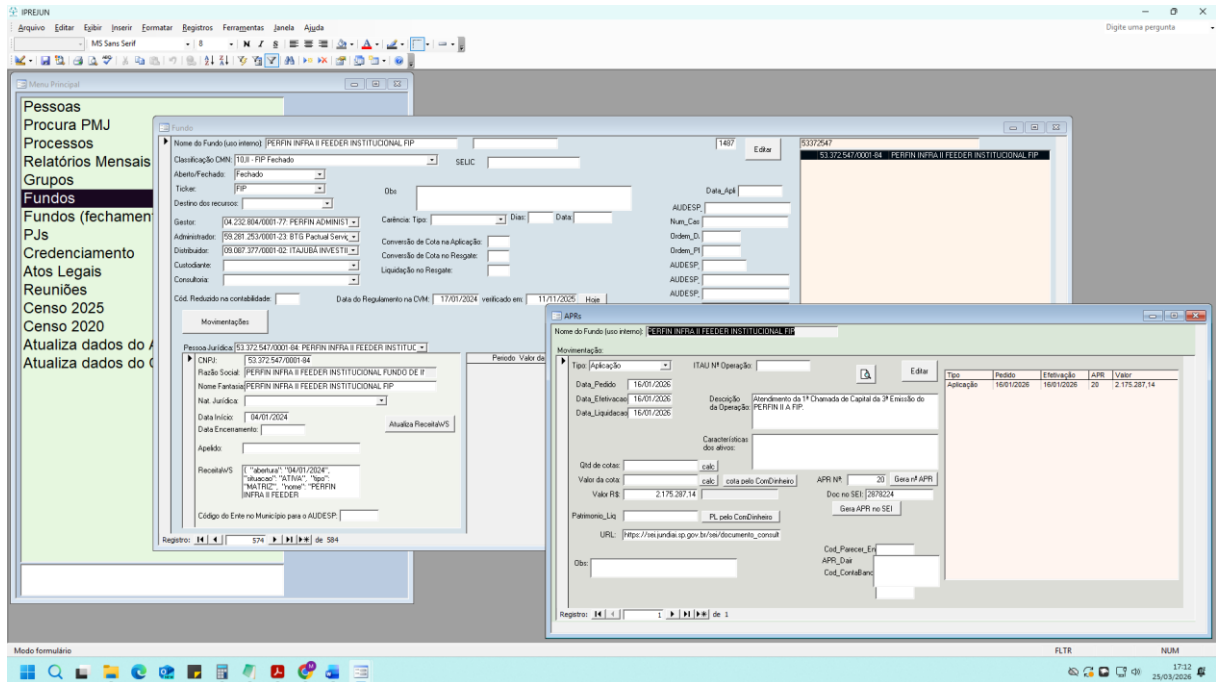 IPREJUN
Arquivo Editar Exibir Inserir Formatar Registros Ferramentas Janela Ajuda
Digite uma pergunta
MS Sans Serif 8 N I S
Menu Principal
Pessoas
Procura PMJ
Processos
Relatórios Mensais
Grupos
Fundos
Fundos (fechamen
PJs
Credenciamento
Atos Legais
Reuniões
Censo 2025
Censo 2020
Atualiza dados do
Atualiza dados do
Fundo
Nome do Fundo (uso interno): PERFIN INFRA II FEEDER INSTITUCIONAL FIP
1487
Editar
53372547
53.372.547/0001-84 PERFIN INFRA II FEEDER INSTITUCIONAL FIP
Classificação CMN: 10,II - FIP Fechado
SELIC
Aberto/Fechado: Fechado
Ticker: FIP
Obs
Data_Apli
Destino dos recursos:
AUDESP_
Gestor: 04.232.804/0001-77: PERFIN ADMINIST
Carência: Tipo: Dias: Data:
Num_Cas
Administrador: 59.281.253/0001-23: BTG Pactual Serviç
Conversão de Cota na Aplicação:
Ordem_D.
Distribuidor: 09.087.377/0001-02: ITAJUBÁ INVESTII
Conversão de Cota no Resgate:
Ordem_Pl
Custodiante:
Liquidação no Resgate:
AUDESP_
Consultoria:
AUDESP_
Cód. Reduzido na contabilidade:
Data do Regulamento na CVM: 17/01/2024 verificado em: 11/11/2025 Hoje
AUDESP_
Movimentações
Pessoa Jurídica: 53.372.547/0001-84: PERFIN INFRA II FEEDER INSTITUC
Periodo Valor da
CNPJ: 53.372.547/0001-84
Razão Social: PERFIN INFRA II FEEDER INSTITUCIONAL FUNDO DE II
Nome Fantasia: PERFIN INFRA II FEEDER INSTITUCIONAL FIP
Nat. Jurídica:
Data Início: 04/01/2024
Data Encerramento:
Atualiza ReceitaWS
Apelido:
ReceitaWS
{ "abertura": "04/01/2024",
"situacao": "ATIVA", "tipo":
"MATRIZ", "nome": "PERFIN
INFRA II FEEDER
Código do Ente no Município para o AUDESP:
Registro: 574 de 584
APRs
Nome do Fundo (uso interno): PERFIN INFRA II FEEDER INSTITUCIONAL FIP
Movimentação:
Tipo: Aplicação
ITAU Nº Operação:
Editar
Data_Pedido 16/01/2026
Data_Efetivacao 16/01/2026
Data_Liquidacao 16/01/2026
Descrição da Operação:
Atendimento da 1ª Chamada de Capital da 3ª Emissão do
PERFIN II A FIP.
Características dos ativos:
Qtd de cotas: calc
Valor da cota: calc cota pelo ComDinheiro
Valor R$: 2.175.287,14
APR Nº: 20 Gera nº APR
Doc no SEI: 2878224
Gera APR no SEI
Patrimonio_Liq PL pelo ComDinheiro
URL: https://sei.jundiai.sp.gov.br/sei/documento_consult
Obs:
Cod_Parecer_En
APR_Dair
Cod_ContaBanc
Tipo Pedido Efetivação APR Valor
Aplicação 16/01/2026 16/01/2026 20 2.175.287,14
Registro: 1 de 1
Modo formulário
FLTR NUM
17:12
25/03/2026